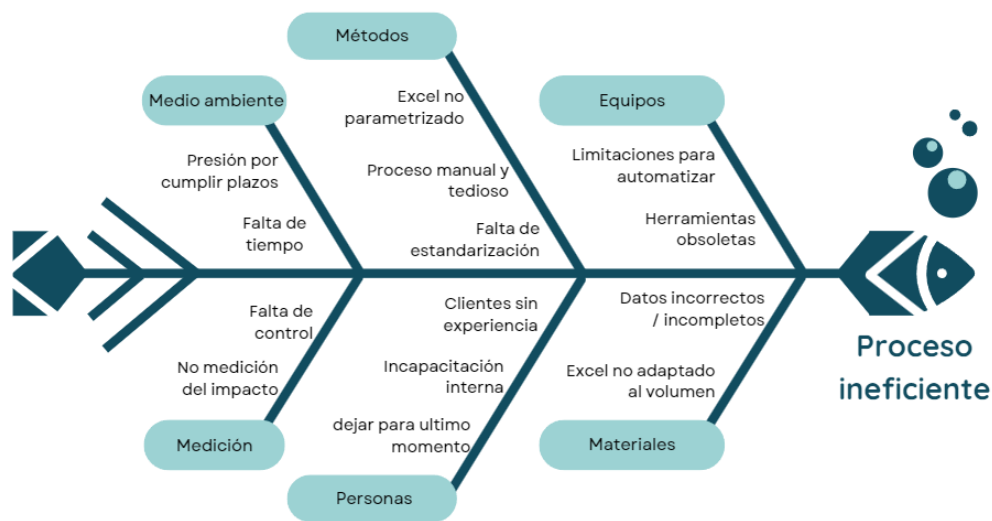 Métodos
Medio ambiente
Equipos
Excel no
parametrizado
Presión por
cumplir plazos
Proceso manual y
tedioso
Limitaciones para
automatizar
Falta de
tiempo
Falta de
estandarización
Herramientas
obsoletas
Falta de
control
Clientes sin
experiencia
Datos incorrectos
/ incompletos
No medición
del impacto
Incapacitación
interna
Excel no adaptado
al volumen
dejar para ultimo
momento
Medición
Materiales
Personas
Proceso
ineficiente